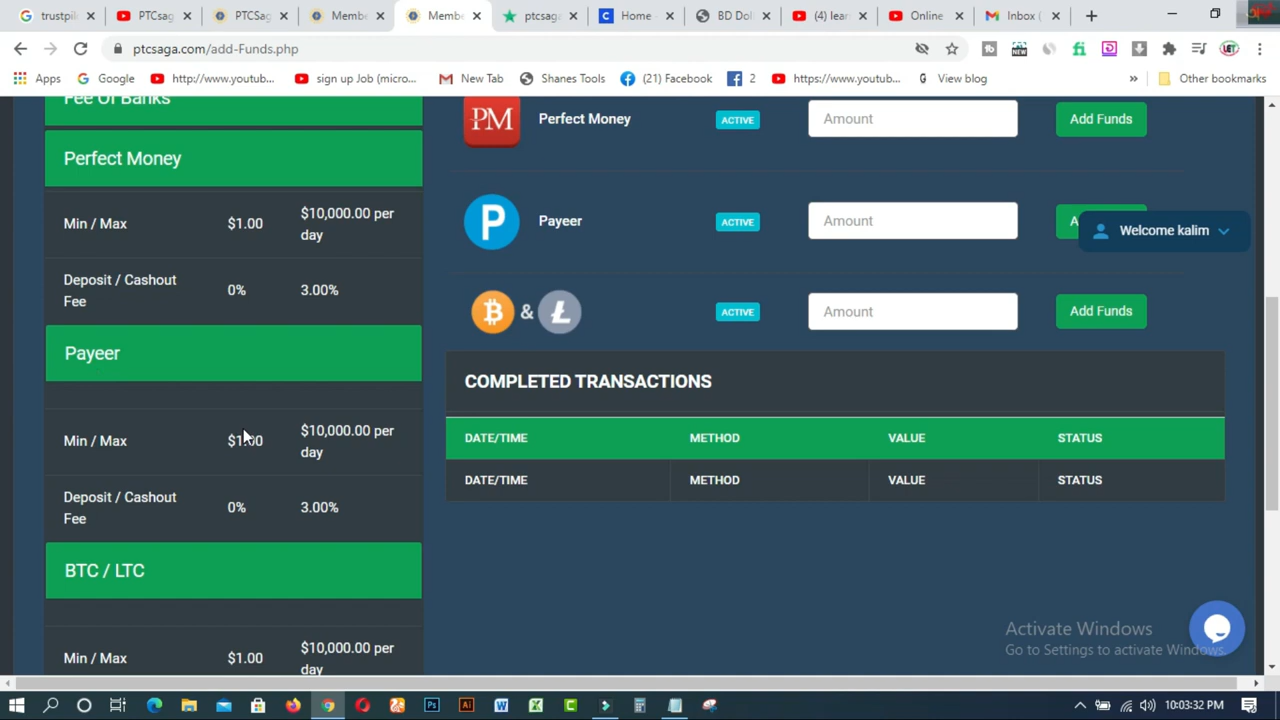 trustpil
PTCsag
PTCSag
Membe
Membe
ptcsag
Home
BD Dol
(4) lear
Online
Inbox (
ptcsaga.com/add-Funds.php
Apps
Google
http://www.youtub...
sign up Job (micro...
New Tab
Shanes Tools
(21) Facebook
2
https://www.youtub...
View blog
»
Other bookmarks
Fee Of Banks
Perfect Money
Min / Max $1.00 $10,000.00 per
day
Deposit / Cashout
Fee 0% 3.00%
Payeer
Min / Max $1.00 $10,000.00 per
day
Deposit / Cashout
Fee 0% 3.00%
BTC / LTC
Min / Max $1.00 $10,000.00 per
day
PM Perfect Money ACTIVE Amount Add Funds
P Payeer ACTIVE Amount A
Welcome kalim
& ACTIVE Amount Add Funds
COMPLETED TRANSACTIONS
DATE/TIME METHOD VALUE STATUS
DATE/TIME METHOD VALUE STATUS
Activate Windows
Go to Settings to activate Windows.
10:03:32 PM